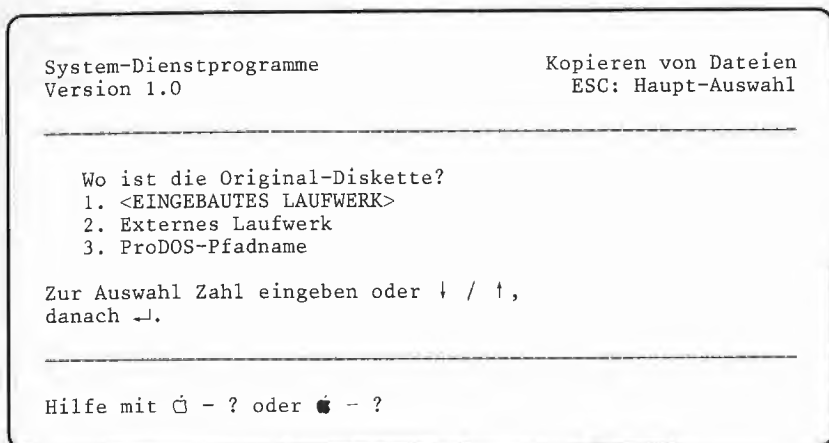 System-Dienstprogramme Kopieren von Dateien
Version 1.0 ESC: Haupt-Auswahl
Wo ist die Original-Diskette?
1. <EINGEBAUTES LAUFWERK>
2. Externes Laufwerk
3. ProDOS-Pfadname
Zur Auswahl Zahl eingeben oder ↓ / ↑,
danach ↵.
Hilfe mit  - ? oder  - ?